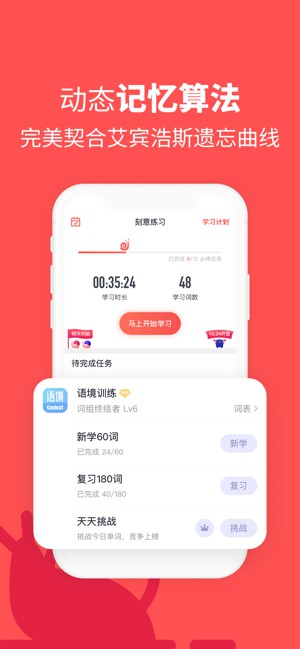 动态记忆算法
完美契合艾宾浩斯遗忘曲线
刻意练习
学习计划
已完成 4/12 必修任务
00:35:24
48
学习时长
学习词数
马上开始学习
明天开始
12.24开营
待完成任务
语境
Context
语境训练
词组终结者 Lv6
词表
新学60词
已完成 24/60
新学
复习180词
已完成 40/180
复习
天天挑战
挑战今日单词，竞争上榜
挑战